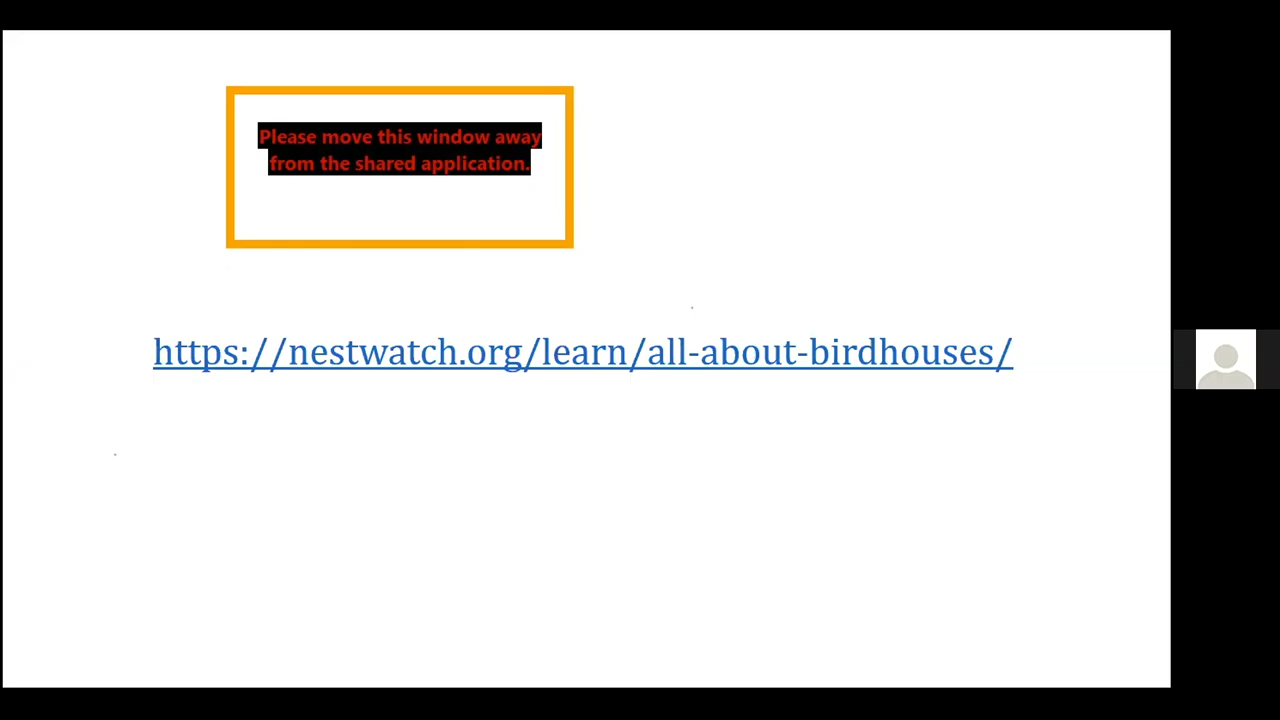 Please move this window away
from the shared application.
https://nestwatch.org/learn/all-about-birdhouses/